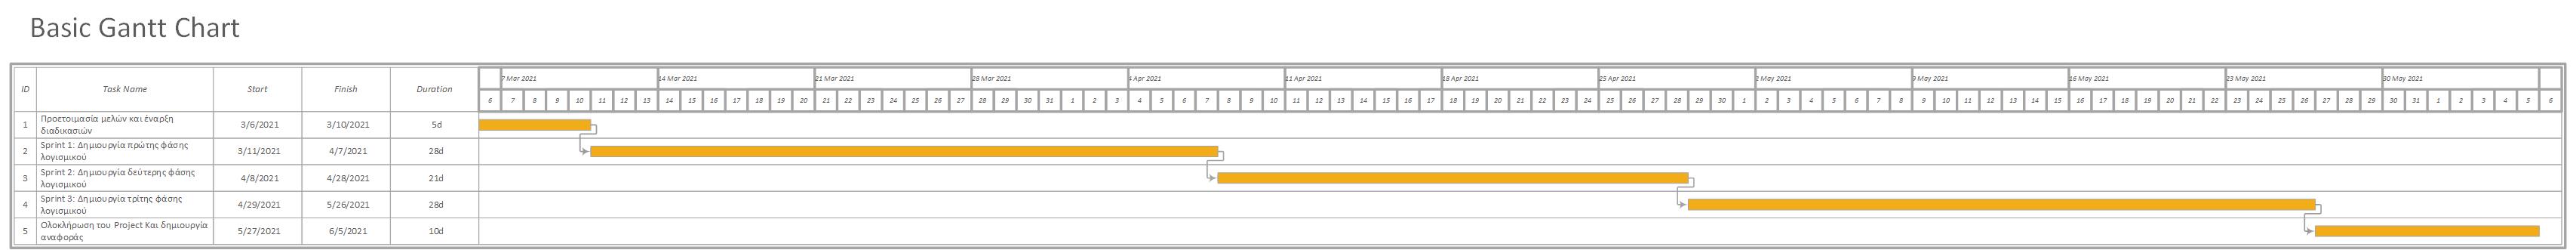 Basic Gantt Chart
ID Task Name Start Finish Duration 7 Mar 2021 14 Mar 2021 21 Mar 2021 28 Mar 2021 4 Apr 2021 11 Apr 2021 18 Apr 2021 25 Apr 2021 2 May 2021 9 May 2021 16 May 2021 23 May 2021 30 May 2021
6 7 8 9 10 11 12 13 14 15 16 17 18 19 20 21 22 23 24 25 26 27 28 29 30 31 1 2 3 4 5 6 7 8 9 10 11 12 13 14 15 16 17 18 19 20 21 22 23 24 25 26 27 28 29 30 1 2 3 4 5 6 7 8 9 10 11 12 13 14 15 16 17 18 19 20 21 22 23 24 25 26 27 28 29 30 31 1 2 3 4 5 6
1 Προετοιμασία μελών και έναρξη
διαδικασιών 3/6/2021 3/10/2021 5d
2 Sprint 1: Δημιουργία πρώτης φάσης
λογισμικού 3/11/2021 4/7/2021 28d
3 Sprint 2: Δημιουργία δεύτερης φάσης
λογισμικού 4/8/2021 4/28/2021 21d
4 Sprint 3: Δημιουργία τρίτης φάσης
λογισμικού 4/29/2021 5/26/2021 28d
5 Ολοκλήρωση του Project Και δημιουργία
αναφοράς 5/27/2021 6/5/2021 10d